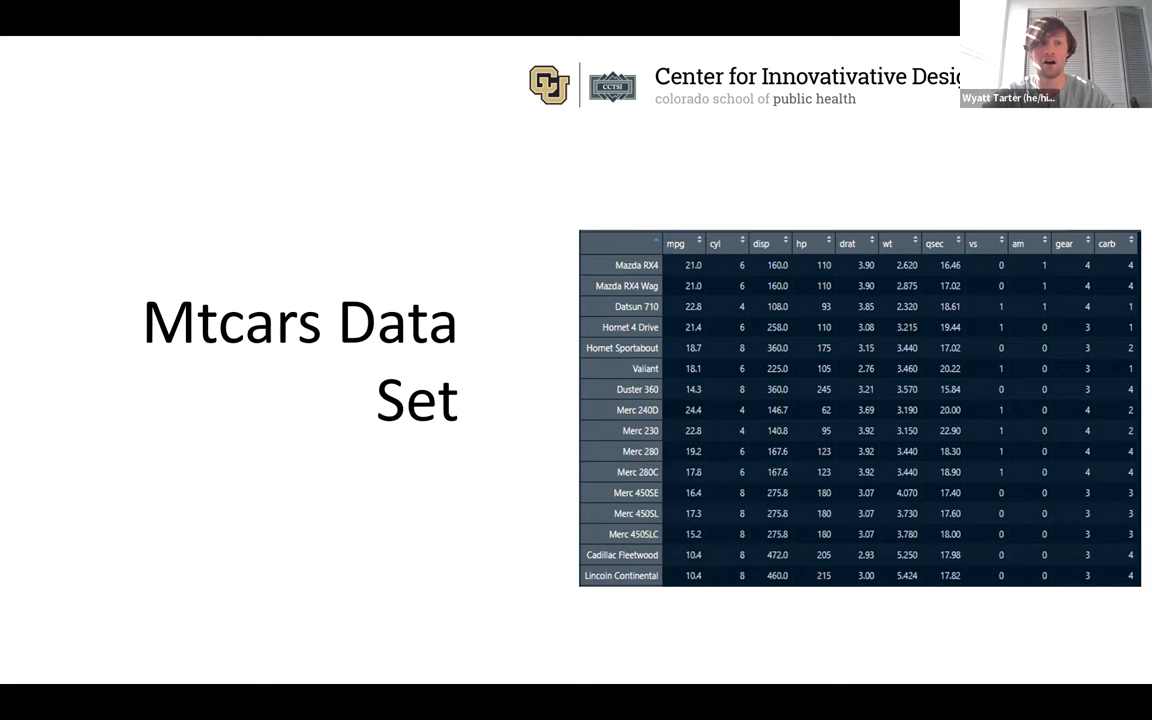 Center for Innovativative Desig
colorado school of public health
CU
CCTSI
Wyatt Tarter (he/hi...
Mtcars Data
Set
mpg cyl disp hp drat wt qsec vs am gear carb
Mazda RX4 21.0 6 160.0 110 3.90 2.620 16.46 0 1 4 4
Mazda RX4 Wag 21.0 6 160.0 110 3.90 2.875 17.02 0 1 4 4
Datsun 710 22.8 4 108.0 93 3.85 2.320 18.61 1 1 4 1
Hornet 4 Drive 21.4 6 258.0 110 3.08 3.215 19.44 1 0 3 1
Hornet Sportabout 18.7 8 360.0 175 3.15 3.440 17.02 0 0 3 2
Valiant 18.1 6 225.0 105 2.76 3.460 20.22 1 0 3 1
Duster 360 14.3 8 360.0 245 3.21 3.570 15.84 0 0 3 4
Merc 240D 24.4 4 146.7 62 3.69 3.190 20.00 1 0 4 2
Merc 230 22.8 4 140.8 95 3.92 3.150 22.90 1 0 4 2
Merc 280 19.2 6 167.6 123 3.92 3.440 18.30 1 0 4 4
Merc 280C 17.8 6 167.6 123 3.92 3.440 18.90 1 0 4 4
Merc 450SE 16.4 8 275.8 180 3.07 4.070 17.40 0 0 3 3
Merc 450SL 17.3 8 275.8 180 3.07 3.730 17.60 0 0 3 3
Merc 450SLC 15.2 8 275.8 180 3.07 3.780 18.00 0 0 3 3
Cadillac Fleetwood 10.4 8 472.0 205 2.93 5.250 17.98 0 0 3 4
Lincoln Continental 10.4 8 460.0 215 3.00 5.424 17.82 0 0 3 4